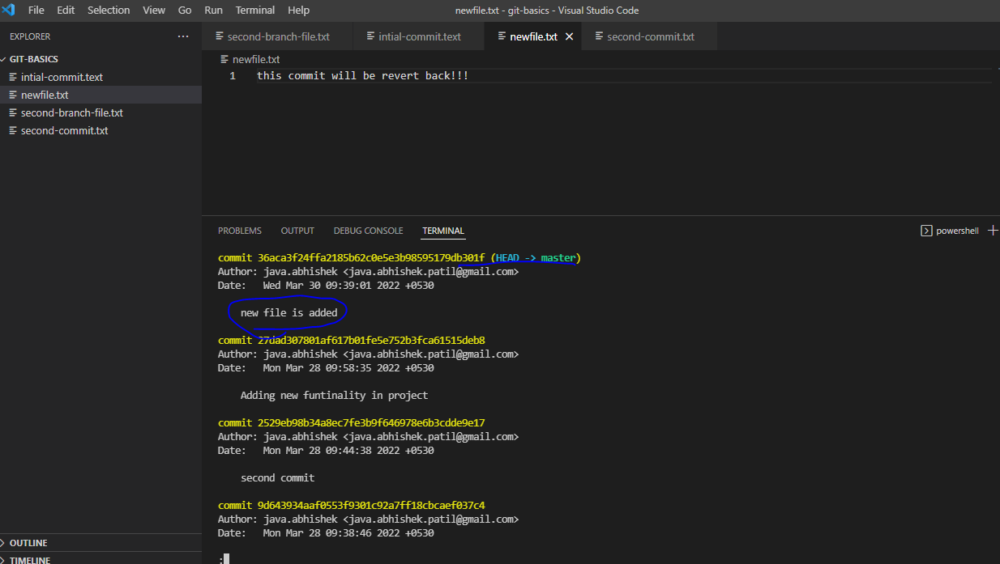 File Edit Selection View Go Run Terminal Help
newfile.txt - git-basics - Visual Studio Code
EXPLORER
GIT-BASICS
intial-commit.text
newfile.txt
second-branch-file.txt
second-commit.txt
OUTLINE
TIMELINE
second-branch-file.txt intial-commit.text newfile.txt second-commit.txt
newfile.txt
1 this commit will be revert back!!!
PROBLEMS OUTPUT DEBUG CONSOLE TERMINAL
powershell
commit 36aca3f24ffa2185b62c0e5e3b98595179db301f (HEAD -> master)
Author: java.abhishek <java.abhishek.patil@gmail.com>
Date: Wed Mar 30 09:39:01 2022 +0530
new file is added
commit 27dad307801af617b01fe5e752b3fca61515deb8
Author: java.abhishek <java.abhishek.patil@gmail.com>
Date: Mon Mar 28 09:58:35 2022 +0530
Adding new funtinality in project
commit 2529eb98b34a8ec7fe3b9f646978e6b3cdde9e17
Author: java.abhishek <java.abhishek.patil@gmail.com>
Date: Mon Mar 28 09:44:38 2022 +0530
second commit
commit 9d643934aaf0553f9301c92a7ff18cbcaef037c4
Author: java.abhishek <java.abhishek.patil@gmail.com>
Date: Mon Mar 28 09:38:46 2022 +0530
: